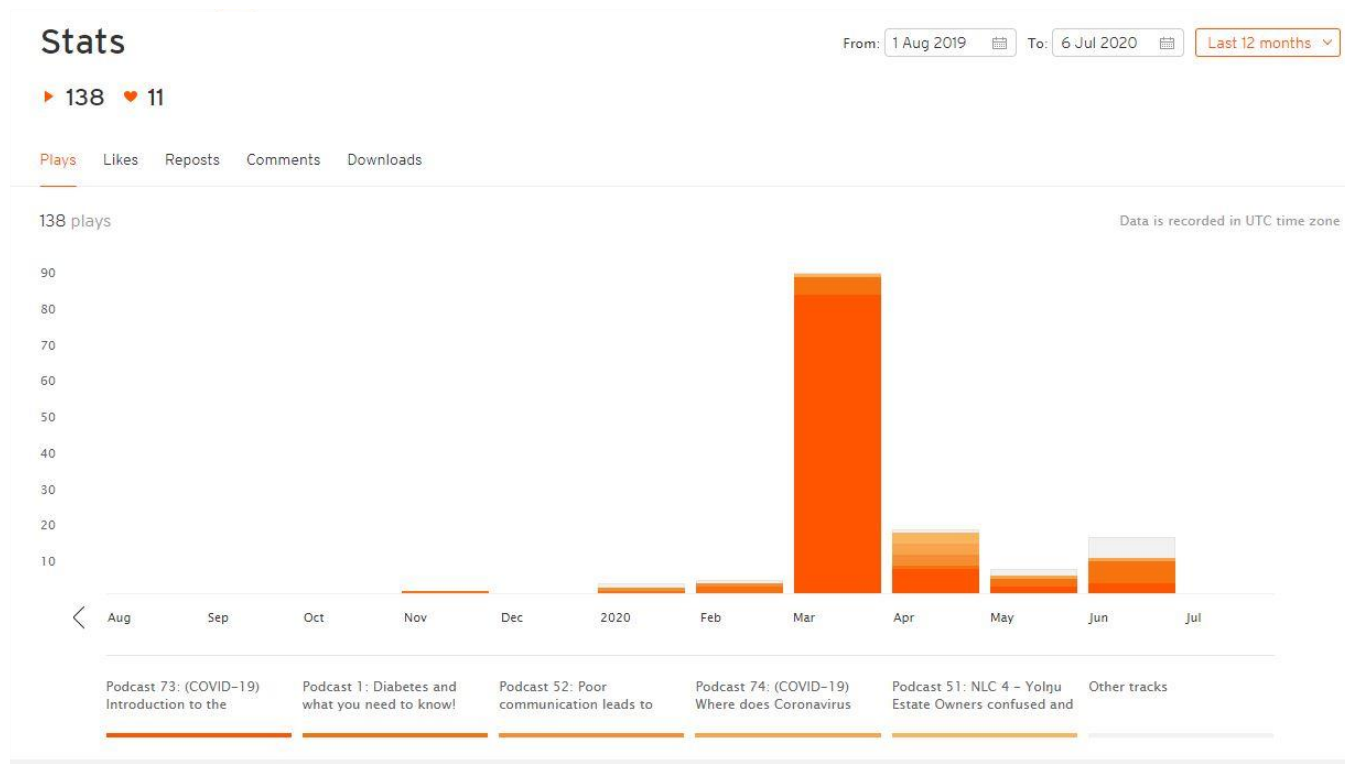 Stats
From: 1 Aug 2019 To: 6 Jul 2020 Last 12 months
138 11
Plays Likes Reposts Comments Downloads
138 plays
Data is recorded in UTC time zone
90
80
70
60
50
40
30
20
10
Aug Sep Oct Nov Dec 2020 Feb Mar Apr May Jun Jul
Podcast 73: (COVID-19)
Introduction to the
Podcast 1: Diabetes and
what you need to know!
Podcast 52: Poor
communication leads to
Podcast 74: (COVID-19)
Where does Coronavirus
Podcast 51: NLC 4 - Yolŋu
Estate Owners confused and
Other tracks